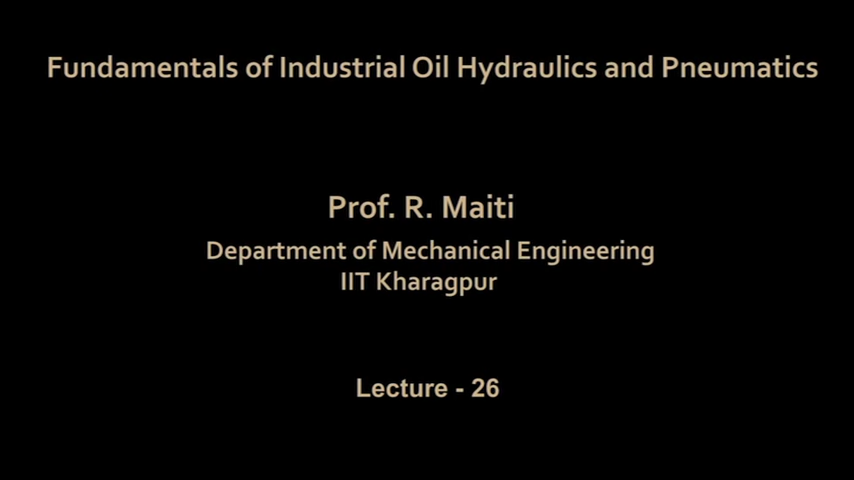 Fundamentals of Industrial Oil Hydraulics and Pneumatics
Prof. R. Maiti
Department of Mechanical Engineering
IIT Kharagpur
Lecture - 26